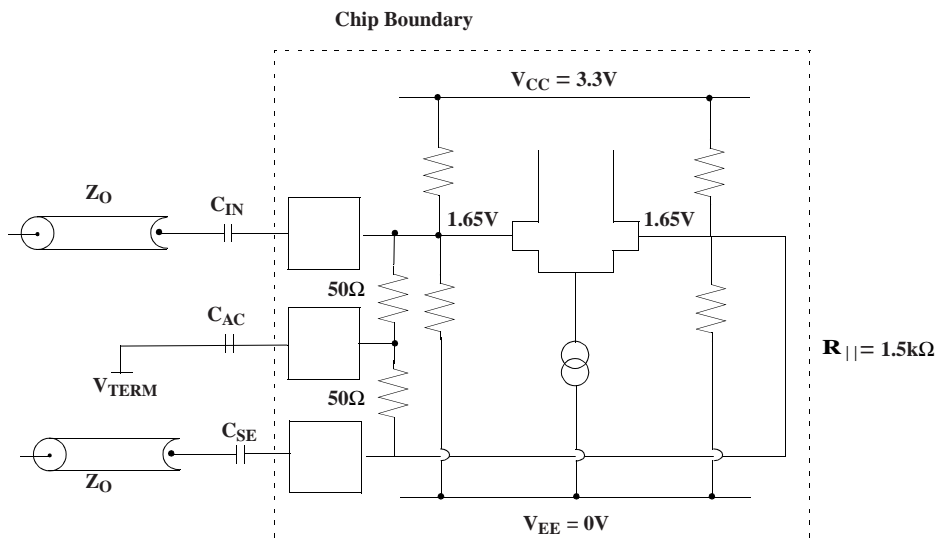 Chip Boundary
V_CC = 3.3V
Z_O
C_IN
1.65V
1.65V
50Ω
C_AC
R_|| = 1.5kΩ
V_TERM
50Ω
C_SE
Z_O
V_EE = 0V